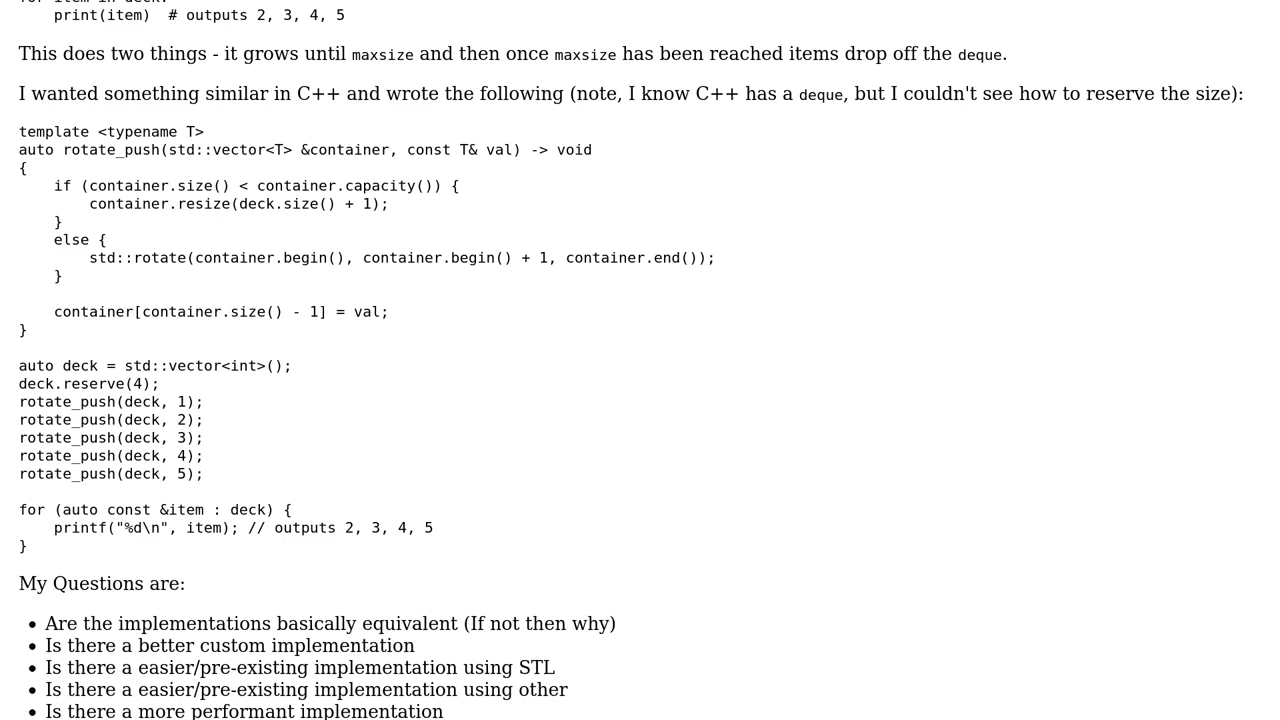 for item in deck:
    print(item)  # outputs 2, 3, 4, 5
This does two things - it grows until maxsize and then once maxsize has been reached items drop off the deque.
I wanted something similar in C++ and wrote the following (note, I know C++ has a deque, but I couldn't see how to reserve the size):
template <typename T>
auto rotate_push(std::vector<T> &container, const T& val) -> void
{
    if (container.size() < container.capacity()) {
        container.resize(deck.size() + 1);
    }
    else {
        std::rotate(container.begin(), container.begin() + 1, container.end());
    }
    container[container.size() - 1] = val;
}
auto deck = std::vector<int>();
deck.reserve(4);
rotate_push(deck, 1);
rotate_push(deck, 2);
rotate_push(deck, 3);
rotate_push(deck, 4);
rotate_push(deck, 5);
for (auto const &item : deck) {
    printf("%d\n", item); // outputs 2, 3, 4, 5
}
My Questions are:
• Are the implementations basically equivalent (If not then why)
• Is there a better custom implementation
• Is there a easier/pre-existing implementation using STL
• Is there a easier/pre-existing implementation using other
• Is there a more performant implementation